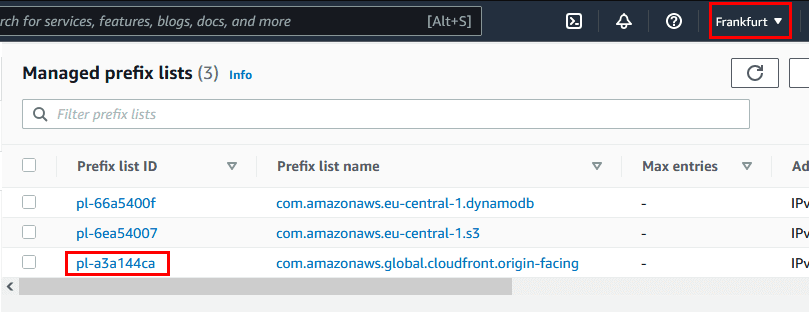 rch for services, features, blogs, docs, and more [Alt+S] Frankfurt ▼
Managed prefix lists (3) Info
Filter prefix lists
Prefix list ID Prefix list name Max entries Ad
pl-66a5400f com.amazonaws.eu-central-1.dynamodb - IPv
pl-6ea54007 com.amazonaws.eu-central-1.s3 - IPv
pl-a3a144ca com.amazonaws.global.cloudfront.origin-facing - IPv